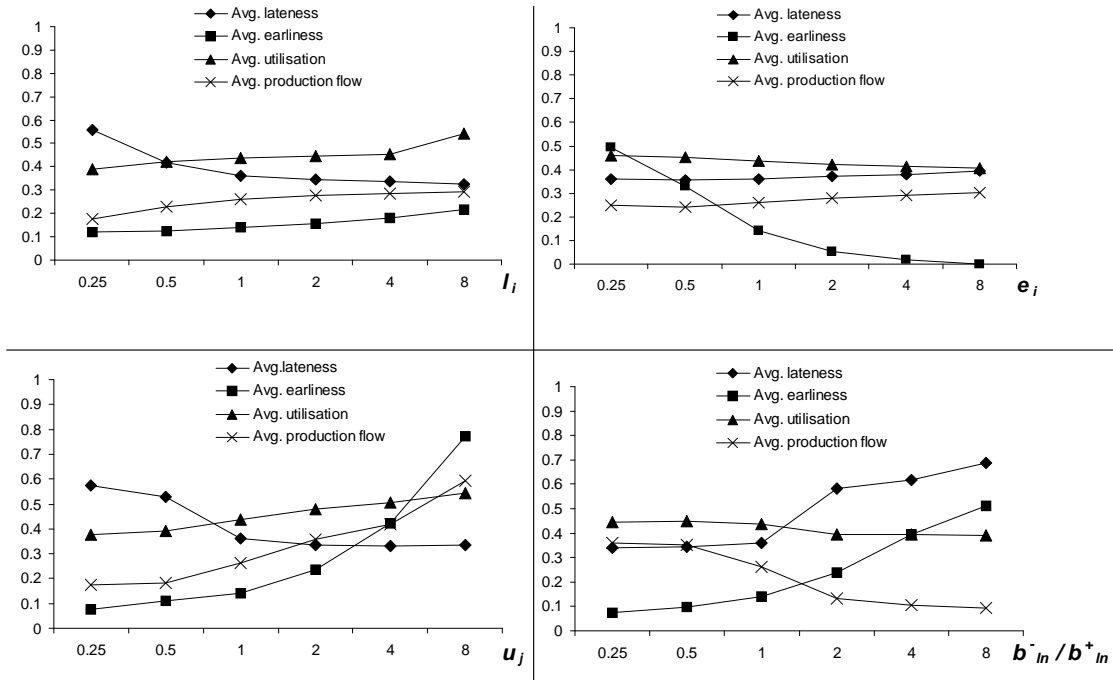 Avg. lateness
Avg. earliness
Avg. utilisation
Avg. production flow
1
0.9
0.8
0.7
0.6
0.5
0.4
0.3
0.2
0.1
0
0.25 0.5 1 2 4 8
l i
Avg. lateness
Avg. earliness
Avg. utilisation
Avg. production flow
1
0.9
0.8
0.7
0.6
0.5
0.4
0.3
0.2
0.1
0
0.25 0.5 1 2 4 8
e i
Avg.lateness
Avg. earliness
Avg. utilisation
Avg. production flow
1
0.9
0.8
0.7
0.6
0.5
0.4
0.3
0.2
0.1
0
0.25 0.5 1 2 4 8
u j
Avg. lateness
Avg. earliness
Avg. utilisation
Avg. production flow
1
0.9
0.8
0.7
0.6
0.5
0.4
0.3
0.2
0.1
0
0.25 0.5 1 2 4 8
b - ln / b + ln